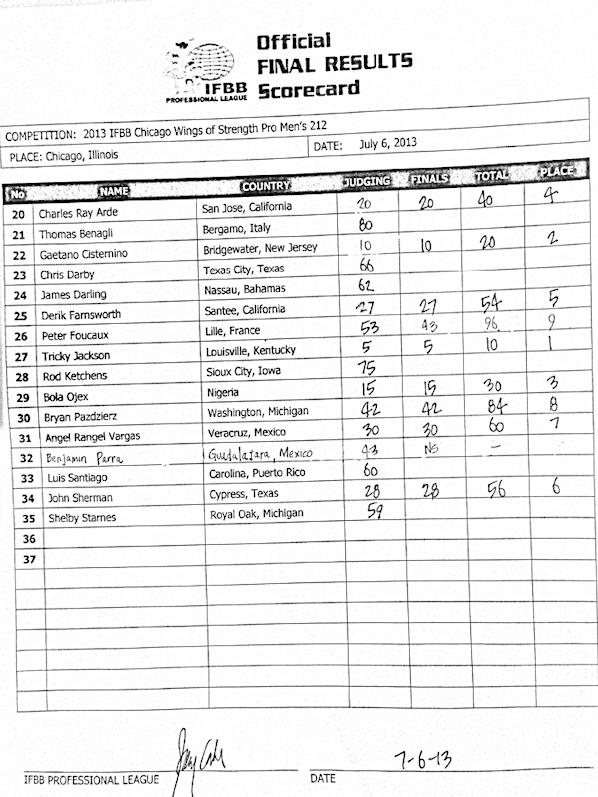 Official
FINAL RESULTS
Scorecard
IFBB
PROFESSIONAL LEAGUE
COMPETITION: 2013 IFBB Chicago Wings of Strength Pro Men's 212
PLACE: Chicago, Illinois DATE: July 6, 2013
NO NAME COUNTRY JUDGING FINALS TOTAL PLACE
20 Charles Ray Arde San Jose, California 20 20 40 4
21 Thomas Benagli Bergamo, Italy 80
22 Gaetano Cisternino Bridgewater, New Jersey 10 10 20 2
23 Chris Darby Texas City, Texas 66
24 James Darling Nassau, Bahamas 62
25 Derik Farnsworth Santee, California 27 27 54 5
26 Peter Foucaux Lille, France 53 43 96 9
27 Tricky Jackson Louisville, Kentucky 5 5 10 1
28 Rod Ketchens Sioux City, Iowa 75
29 Bola Ojex Nigeria 15 15 30 3
30 Bryan Pazdzierz Washington, Michigan 42 42 84 8
31 Angel Rangel Vargas Veracruz, Mexico 30 30 60 7
32 Benjamin Parra Guadalajara, Mexico 43 NS –
33 Luis Santiago Carolina, Puerto Rico 60
34 John Sherman Cypress, Texas 28 28 56 6
35 Shelby Starnes Royal Oak, Michigan 59
36
37
7-6-13
IFBB PROFESSIONAL LEAGUE DATE